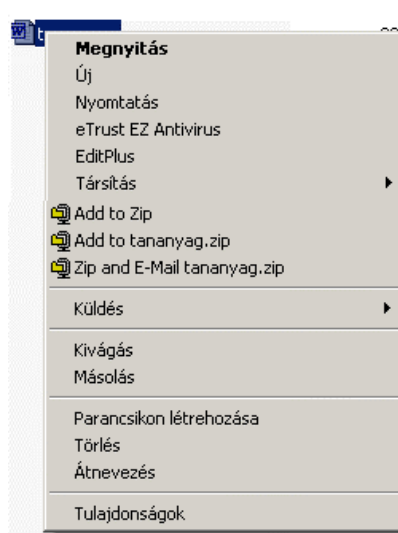 Megnyitás
Új
Nyomtatás
eTrust EZ Antivirus
EditPlus
Társítás
Add to Zip
Add to tananyag.zip
Zip and E-Mail tananyag.zip
Küldés
Kivágás
Másolás
Parancsikon létrehozása
Törlés
Átnevezés
Tulajdonságok